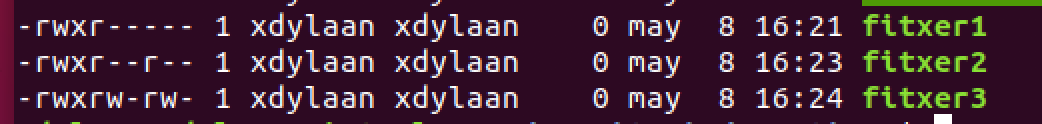 -rwxr----- 1 xdylaan xdylaan    0 may  8 16:21 fitxer1
-rwxr--r-- 1 xdylaan xdylaan    0 may  8 16:23 fitxer2
-rwxrw-rw- 1 xdylaan xdylaan    0 may  8 16:24 fitxer3